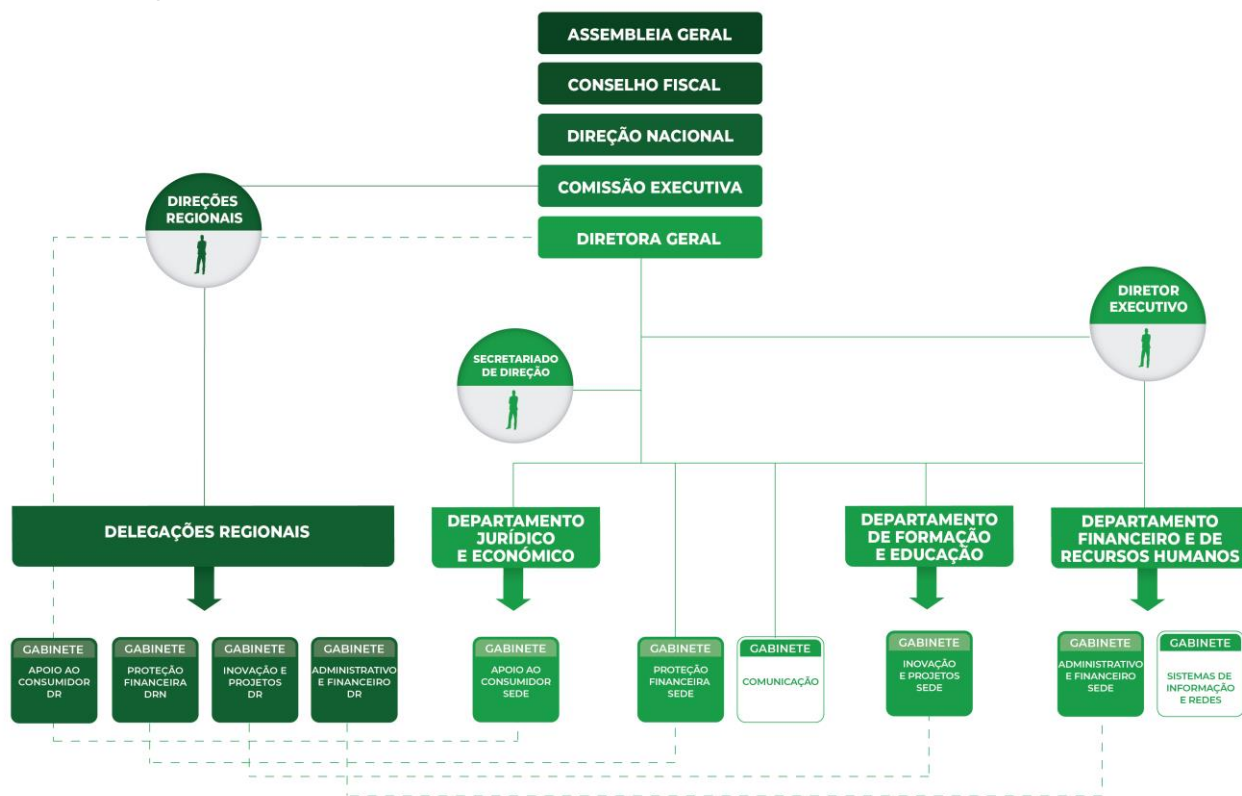 ASSEMBLEIA GERAL
CONSELHO FISCAL
DIREÇÃO NACIONAL
COMISSÃO EXECUTIVA
DIRETORA GERAL
DIREÇÕES
REGIONAIS
DIRETOR
EXECUTIVO
SECRETARIADO
DE DIREÇÃO
DELEGAÇÕES REGIONAIS
DEPARTAMENTO
JURÍDICO
E ECONÓMICO
DEPARTAMENTO
DE FORMAÇÃO
E EDUCAÇÃO
DEPARTAMENTO
FINANCEIRO E DE
RECURSOS HUMANOS
GABINETE
APOIO AO
CONSUMIDOR
DR
GABINETE
PROTEÇÃO
FINANCEIRA
DRN
GABINETE
INOVAÇÃO E
PROJETOS
DR
GABINETE
ADMINISTRATIVO
E FINANCEIRO
DR
GABINETE
APOIO AO
CONSUMIDOR
SEDE
GABINETE
PROTEÇÃO
FINANCEIRA
SEDE
GABINETE
COMUNICAÇÃO
GABINETE
INOVAÇÃO
E PROJETOS
SEDE
GABINETE
ADMINISTRATIVO
E FINANCEIRO
SEDE
GABINETE
SISTEMAS DE
INFORMAÇÃO
E REDES